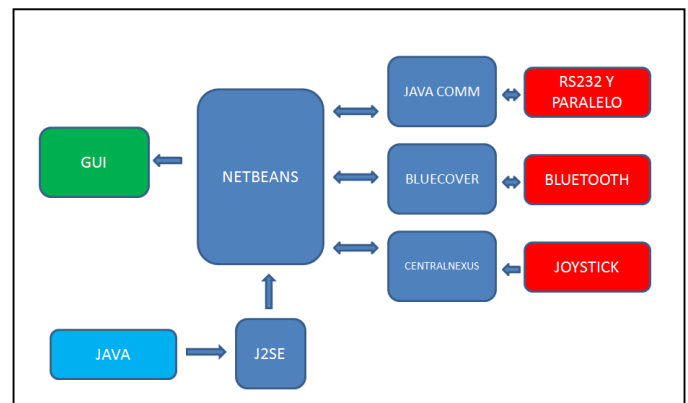 JAVA COMM
RS232 Y
PARALELO
GUI
NETBEANS
BLUECOVER
BLUETOOTH
CENTRALNEXUS
JOYSTICK
JAVA
J2SE